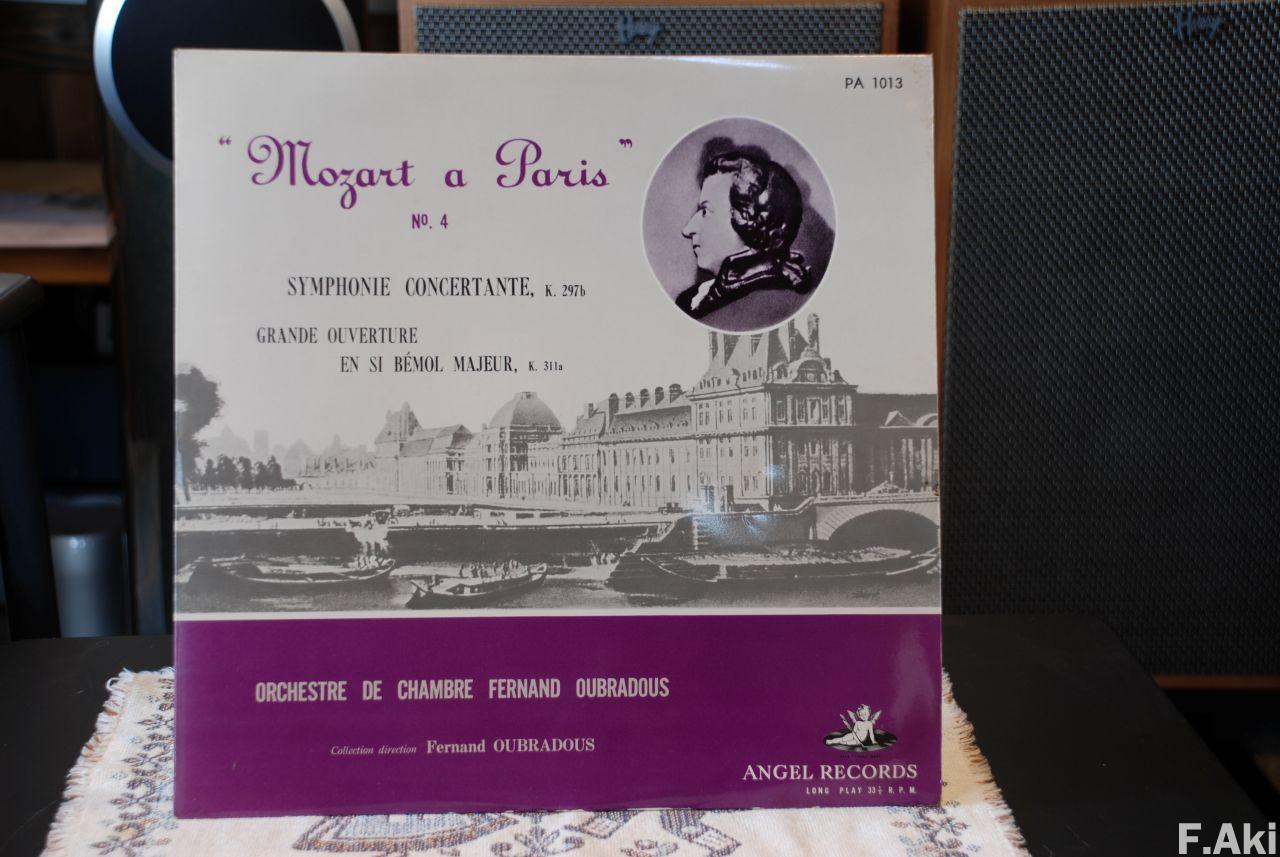 Harvey
PA 1013
"Mozart a Paris"
No. 4
SYMPHONIE CONCERTANTE, K. 297b
GRANDE OUVERTURE
EN SI BÉMOL MAJEUR, K. 311a
ORCHESTRE DE CHAMBRE FERNAND OUBRADOUS
Collection direction Fernand OUBRADOUS
ANGEL RECORDS
LONG PLAY 33⅓ R.P.M.
F.Aki